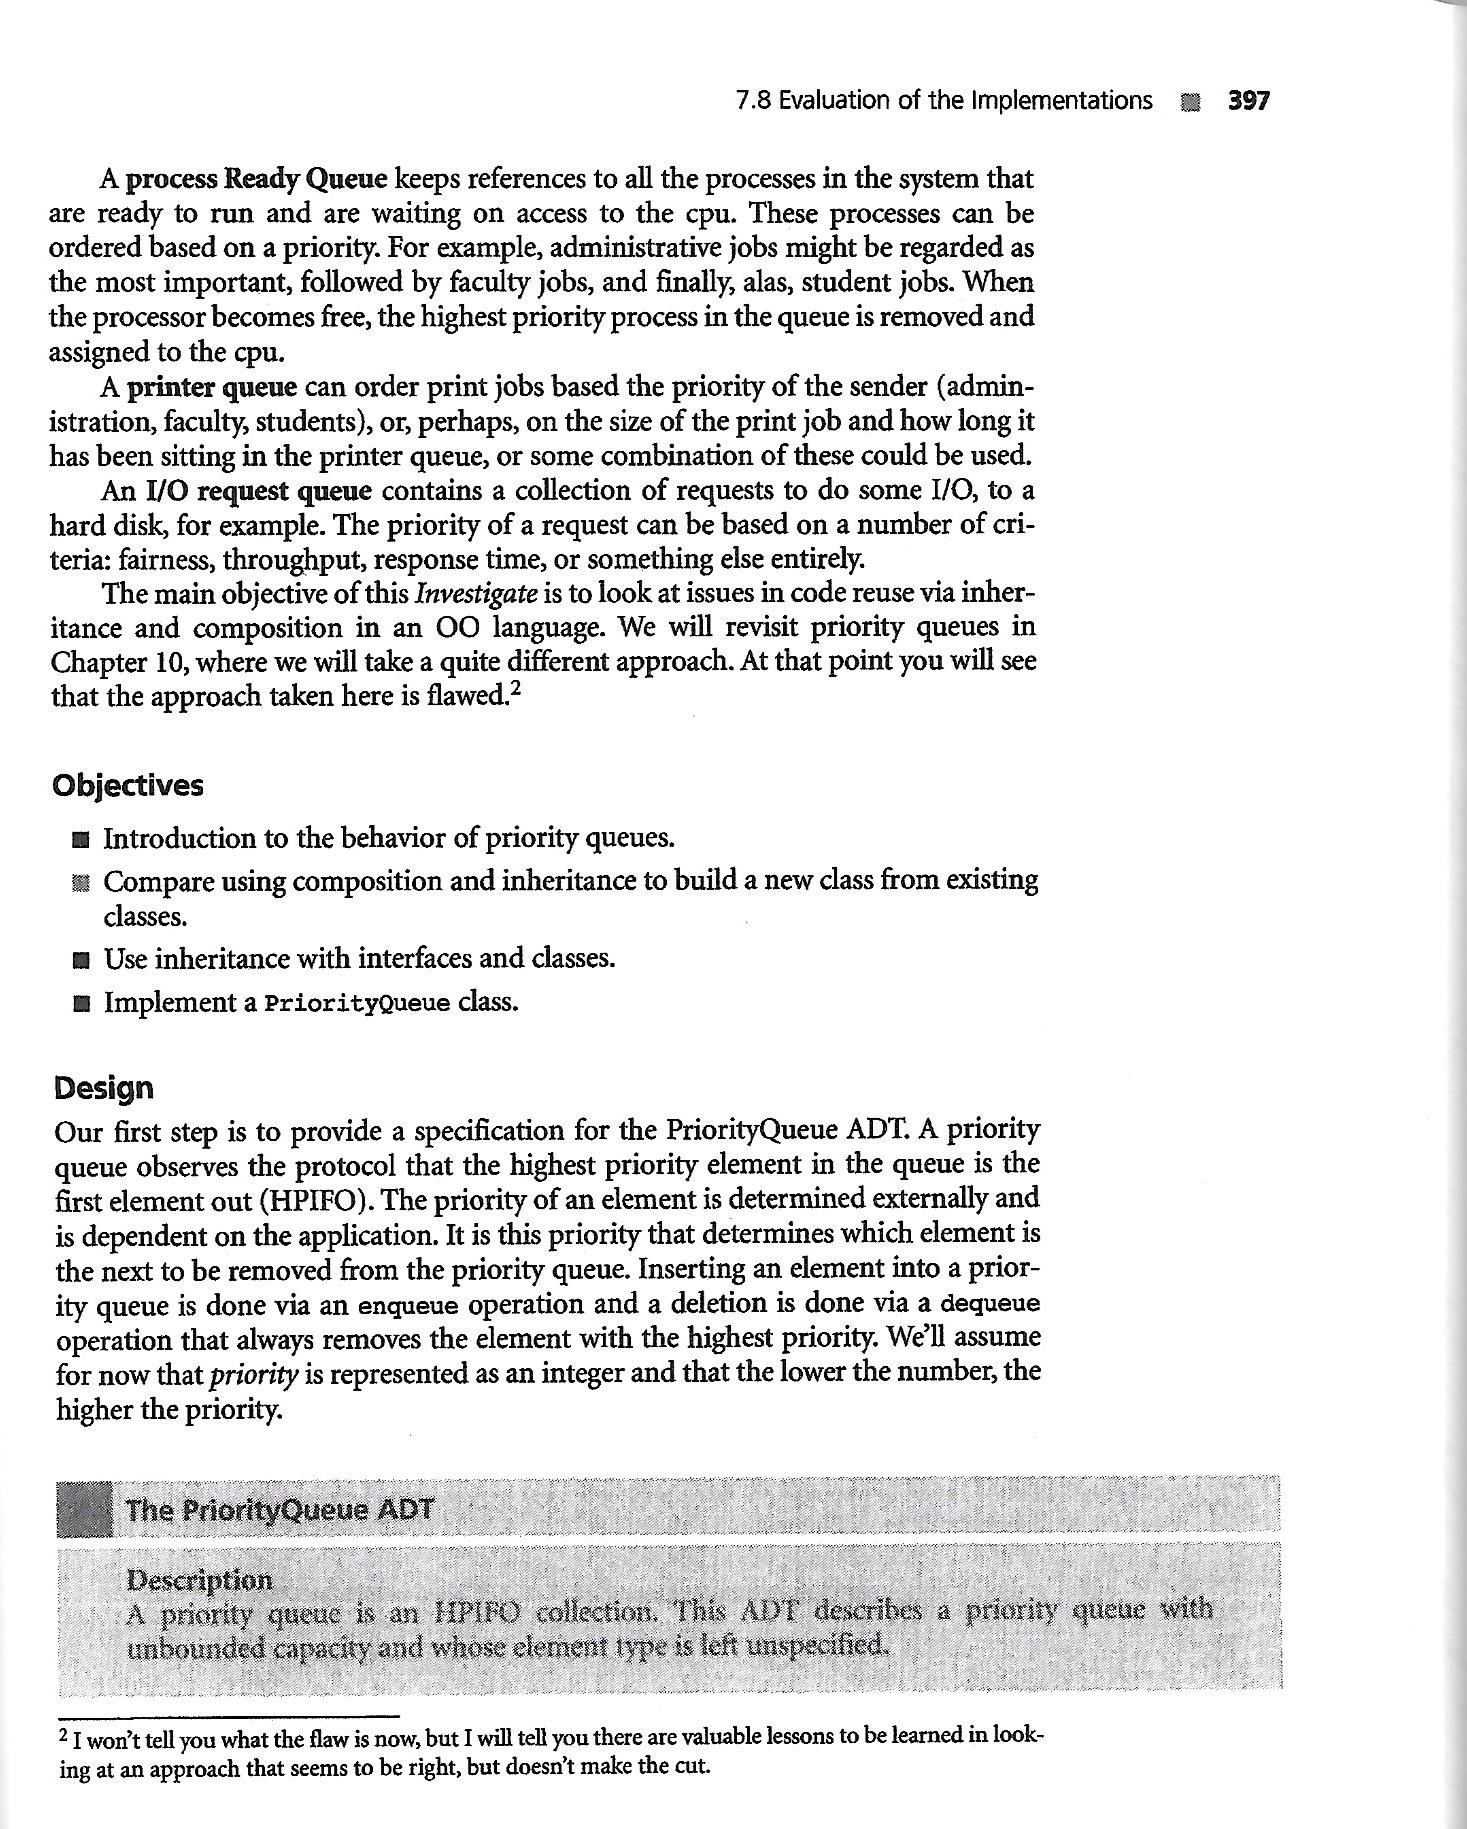 7.8 Evaluation of the Implementations 397
A process Ready Queue keeps references to all the processes in the system that
are ready to run and are waiting on access to the cpu. These processes can be
ordered based on a priority. For example, administrative jobs might be regarded as
the most important, followed by faculty jobs, and finally, alas, student jobs. When
the processor becomes free, the highest priority process in the queue is removed and
assigned to the cpu.
A printer queue can order print jobs based the priority of the sender (admin-
istration, faculty, students), or, perhaps, on the size of the print job and how long it
has been sitting in the printer queue, or some combination of these could be used.
An I/O request queue contains a collection of requests to do some I/O, to a
hard disk, for example. The priority of a request can be based on a number of cri-
teria: fairness, throughput, response time, or something else entirely.
The main objective of this Investigate is to look at issues in code reuse via inher-
itance and composition in an OO language. We will revisit priority queues in
Chapter 10, where we will take a quite different approach. At that point you will see
that the approach taken here is flawed.²
Objectives
Introduction to the behavior of priority queues.
Compare using composition and inheritance to build a new class from existing
classes.
Use inheritance with interfaces and classes.
Implement a PriorityQueue class.
Design
Our first step is to provide a specification for the PriorityQueue ADT. A priority
queue observes the protocol that the highest priority element in the queue is the
first element out (HPIFO). The priority of an element is determined externally and
is dependent on the application. It is this priority that determines which element is
the next to be removed from the priority queue. Inserting an element into a prior-
ity queue is done via an enqueue operation and a deletion is done via a dequeue
operation that always removes the element with the highest priority. We'll assume
for now that priority is represented as an integer and that the lower the number, the
higher the priority.
The PriorityQueue ADT
Description
A priority queue is an HPIFO collection. This ADT describes a priority queue with
unbounded capacity and whose element type is left unspecified.
² I won't tell you what the flaw is now, but I will tell you there are valuable lessons to be learned in look-
ing at an approach that seems to be right, but doesn't make the cut.